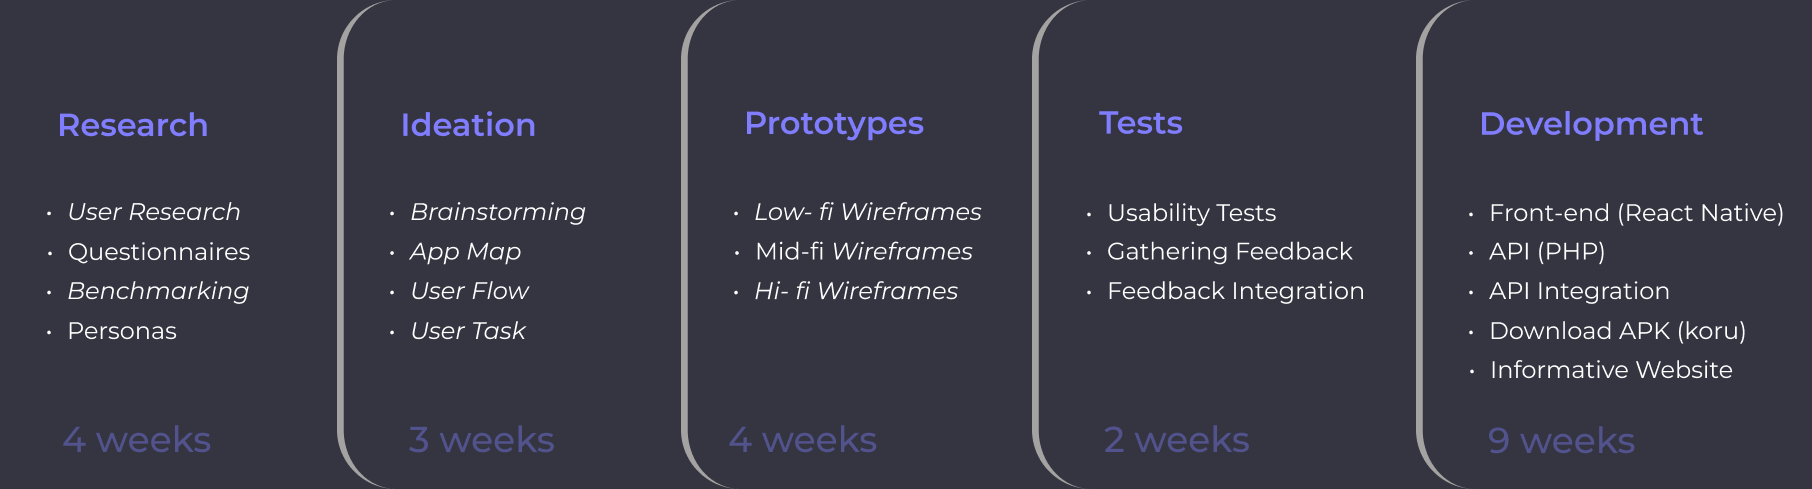 Research
• User Research
• Questionnaires
• Benchmarking
• Personas
4 weeks
Ideation
• Brainstorming
• App Map
• User Flow
• User Task
3 weeks
Prototypes
• Low- fi Wireframes
• Mid-fi Wireframes
• Hi- fi Wireframes
4 weeks
Tests
• Usability Tests
• Gathering Feedback
• Feedback Integration
2 weeks
Development
• Front-end (React Native)
• API (PHP)
• API Integration
• Download APK (koru)
• Informative Website
9 weeks